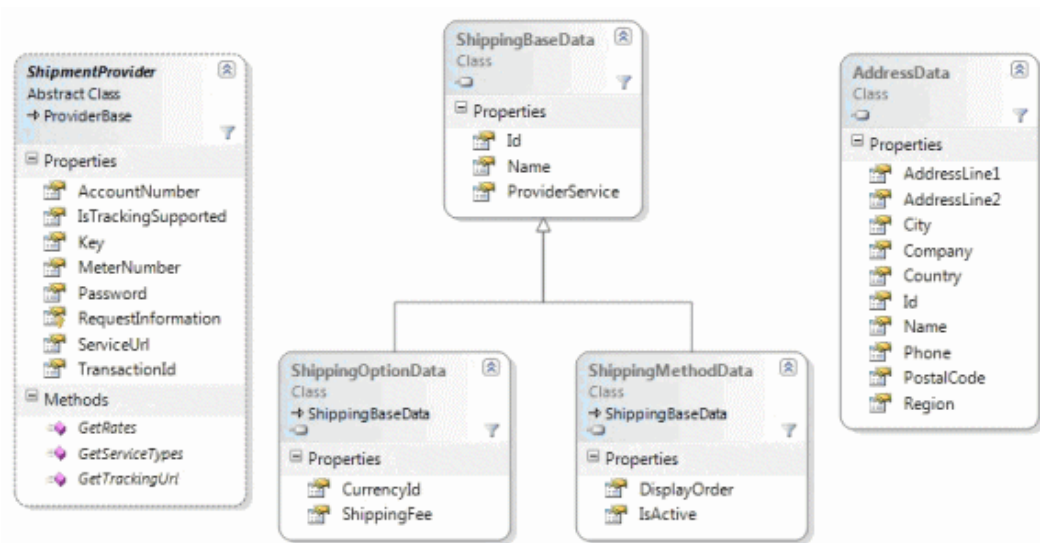 ShipmentProvider
Abstract Class
ProviderBase
Properties
AccountNumber
IsTrackingSupported
Key
MeterNumber
Password
RequestInformation
ServiceUrl
TransactionId
Methods
GetRates
GetServiceTypes
GetTrackingUrl
ShippingBaseData
Class
Properties
Id
Name
ProviderService
ShippingOptionData
Class
ShippingBaseData
Properties
CurrencyId
ShippingFee
ShippingMethodData
Class
ShippingBaseData
Properties
DisplayOrder
IsActive
AddressData
Class
Properties
AddressLine1
AddressLine2
City
Company
Country
Id
Name
Phone
PostalCode
Region